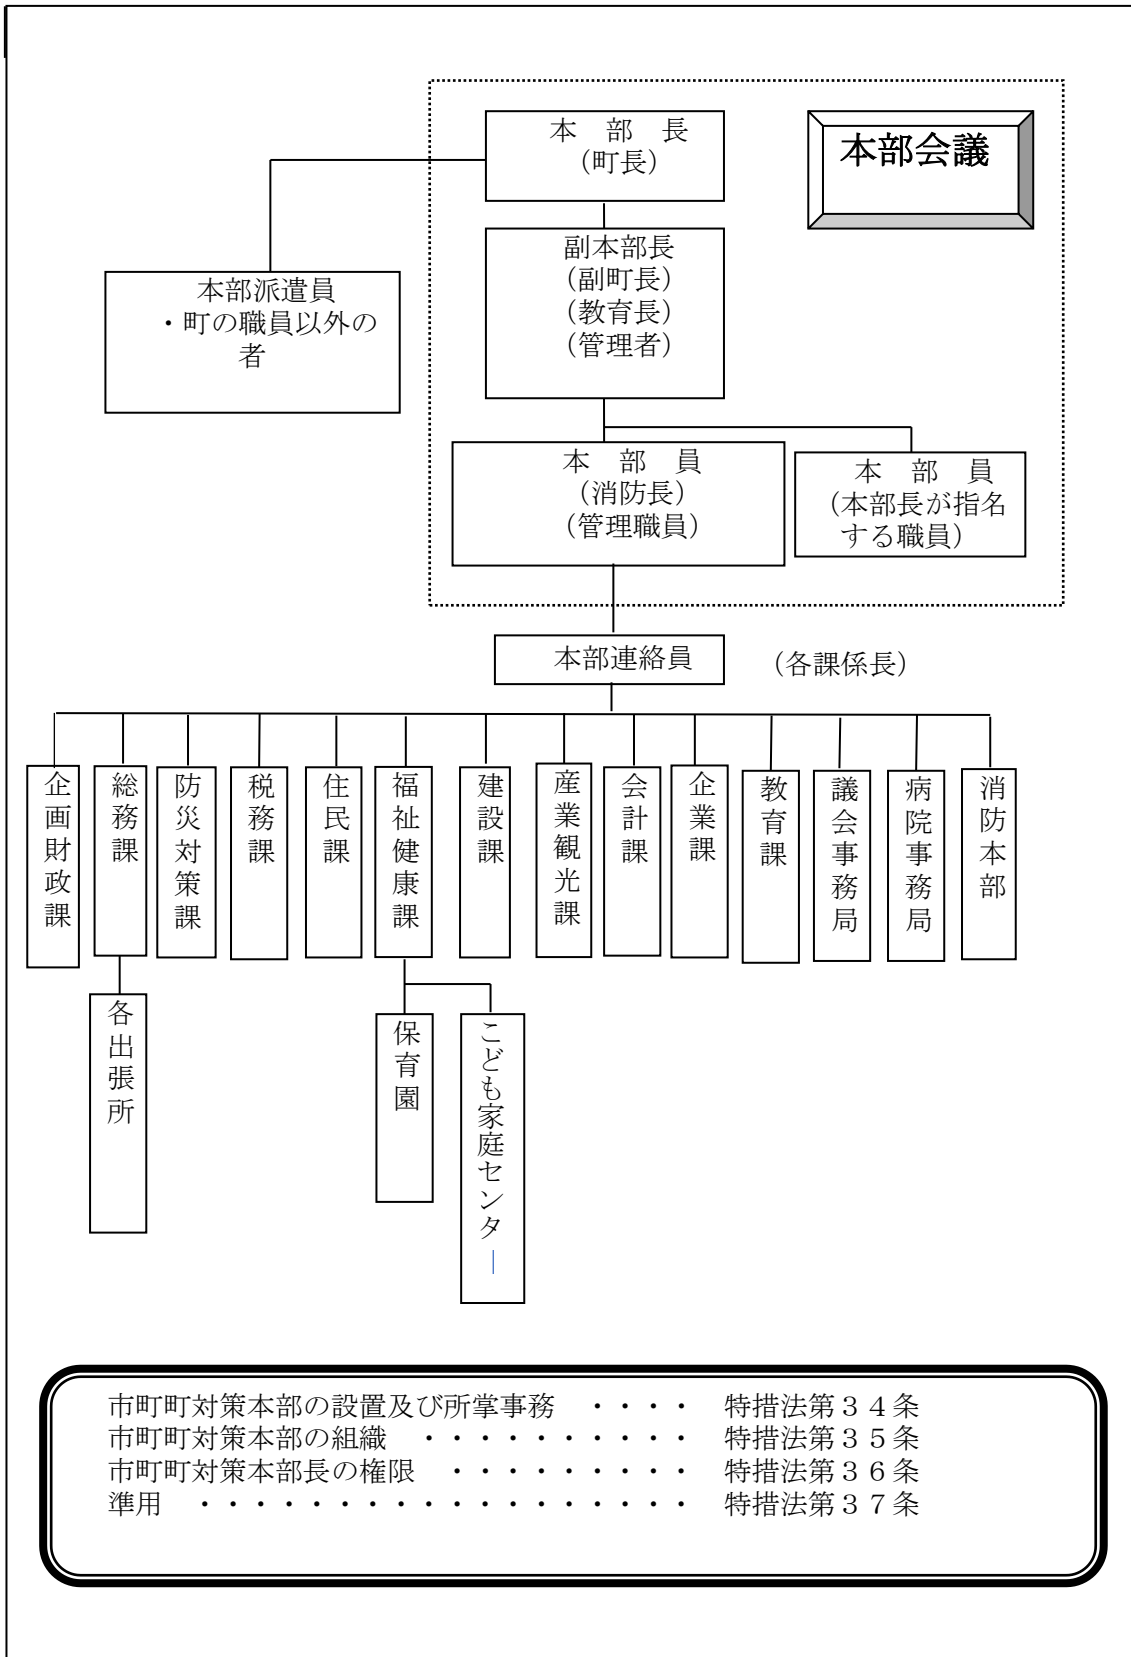 本　部　長
（町長）
本部会議
副本部長
（副町長）
（教育長）
（管理者）
本部派遣員
・町の職員以外の
者
本　部　員
（消防長）
（管理職員）
本　部　員
（本部長が指名
する職員）
本部連絡員
（各課係長）
企画財政課
総務課
防災対策課
税務課
住民課
福祉健康課
建設課
産業観光課
会計課
企業課
教育課
議会事務局
病院事務局
消防本部
各出張所
保育園
こども家庭センター
市町町対策本部の設置及び所掌事務　・・・・　特措法第３４条
市町町対策本部の組織　・・・・・・・・・・　特措法第３５条
市町町対策本部長の権限　・・・・・・・・・　特措法第３６条
準用　・・・・・・・・・・・・・・・・・・　特措法第３７条